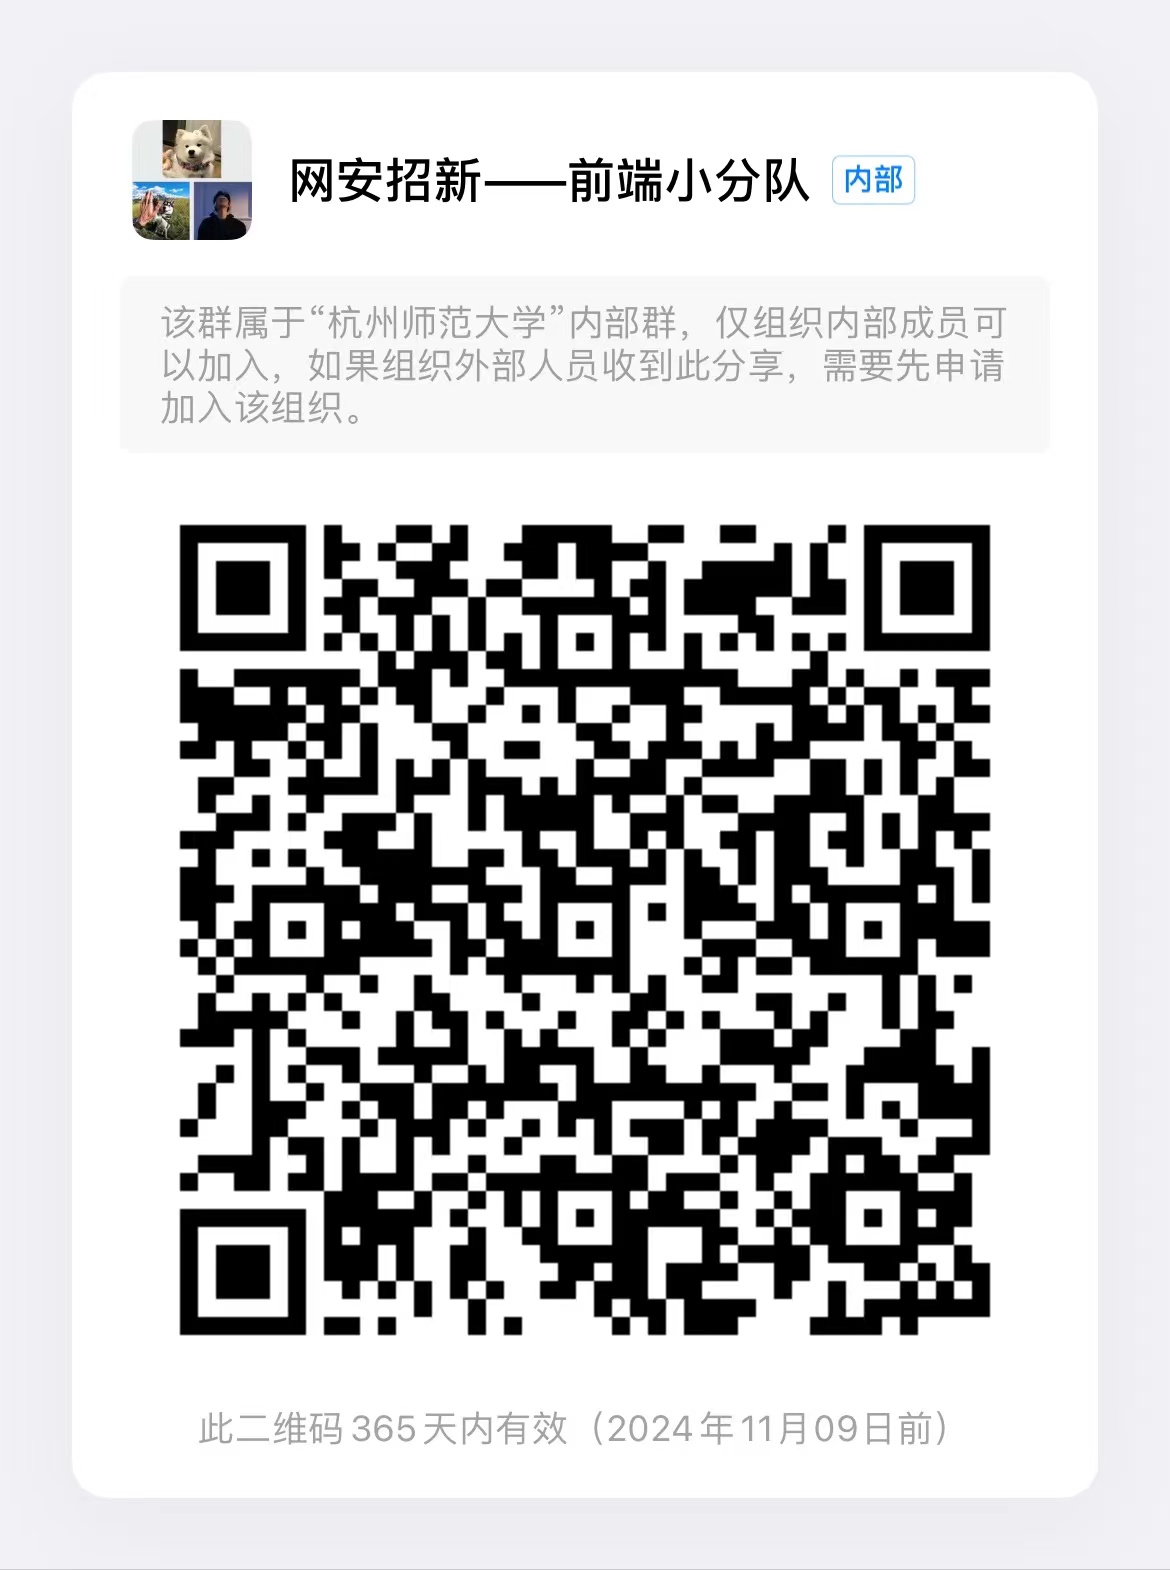 网安招新——前端小分队 内部
该群属于“杭州师范大学”内部群，仅组织内部成员可
以加入，如果组织外部人员收到此分享，需要先申请
加入该组织。
此二维码365天内有效（2024年11月09日前）